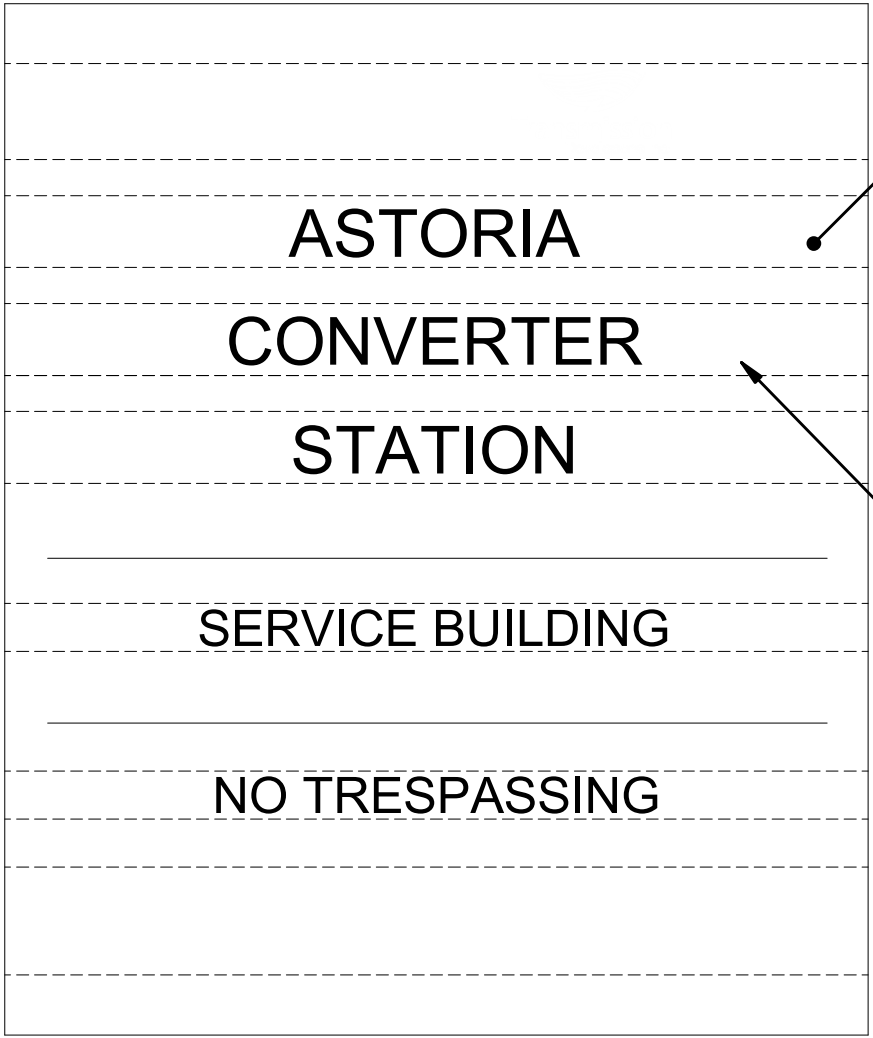 ASTORIA
CONVERTER
STATION
SERVICE BUILDING
NO TRESPASSING